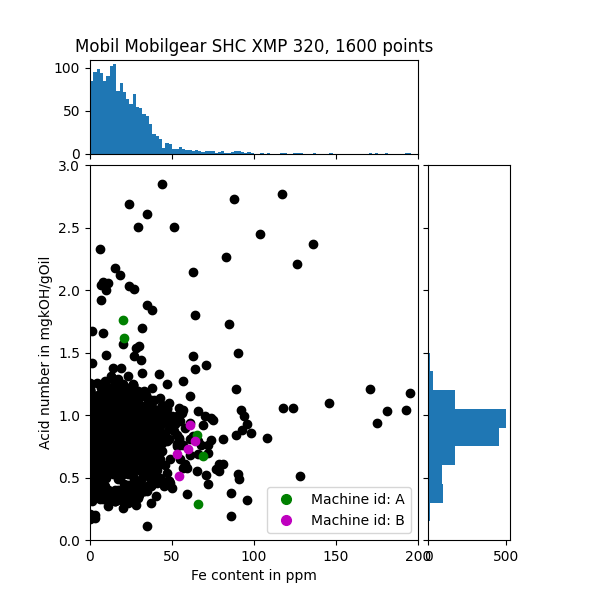 Mobil Mobilgear SHC XMP 320, 1600 points
100
50
0
3.0
2.5
2.0
1.5
1.0
0.5
0.0
Acid number in mgkOH/gOil
Machine id: A
Machine id: B
0 50 100 150 200 0 500
Fe content in ppm